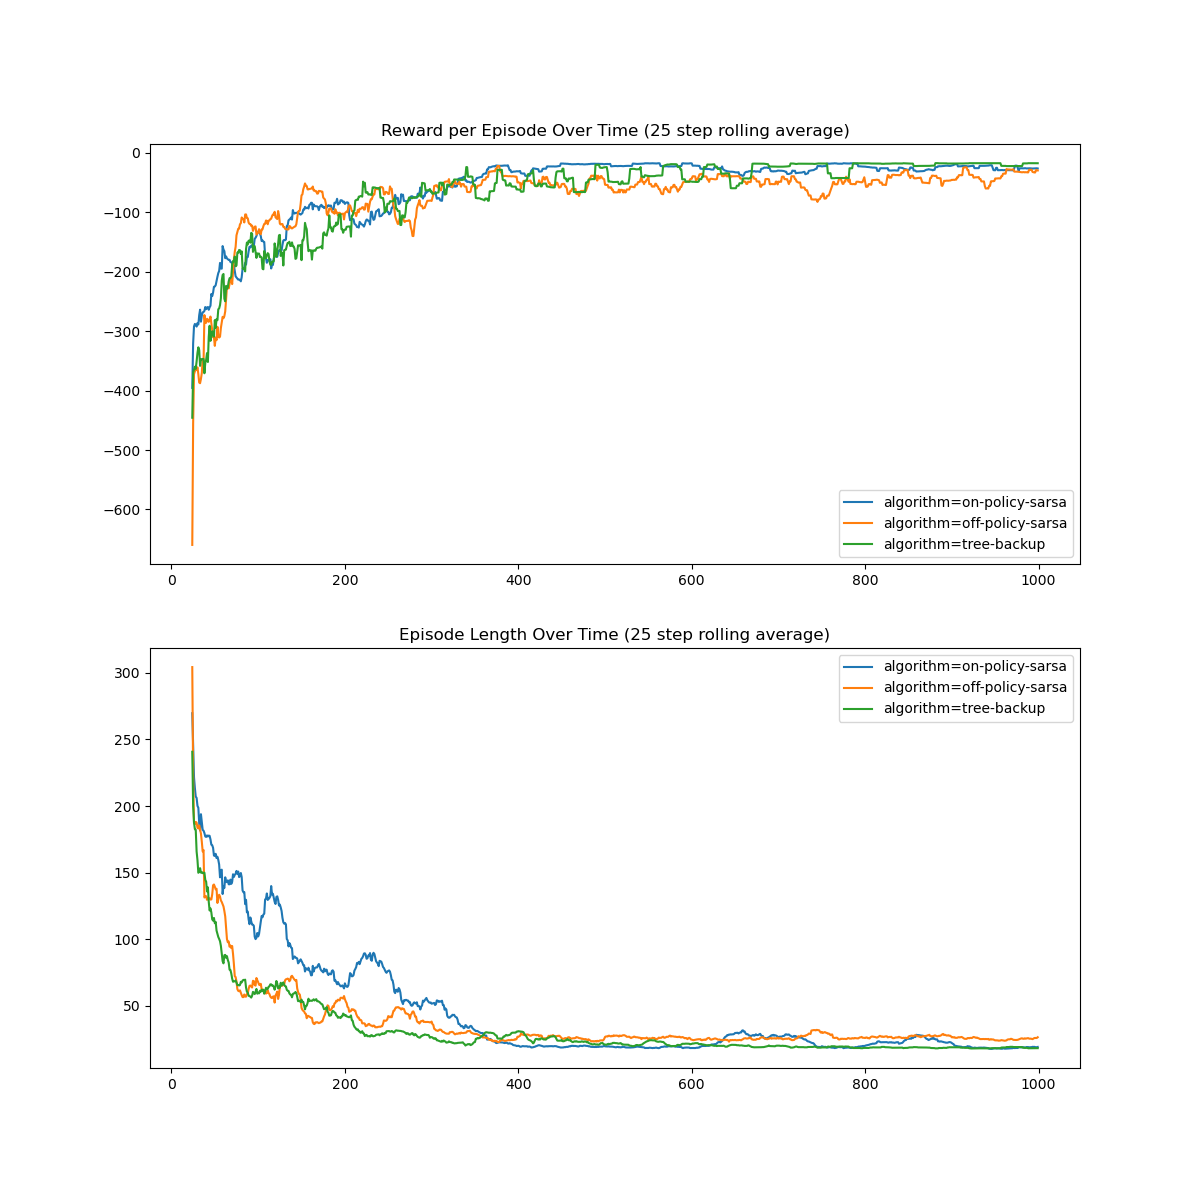 Reward per Episode Over Time (25 step rolling average)
0
−100
−200
−300
−400
−500
−600
algorithm=on-policy-sarsa
algorithm=off-policy-sarsa
algorithm=tree-backup
0 200 400 600 800 1000
Episode Length Over Time (25 step rolling average)
algorithm=on-policy-sarsa
algorithm=off-policy-sarsa
algorithm=tree-backup
300
250
200
150
100
50
0 200 400 600 800 1000